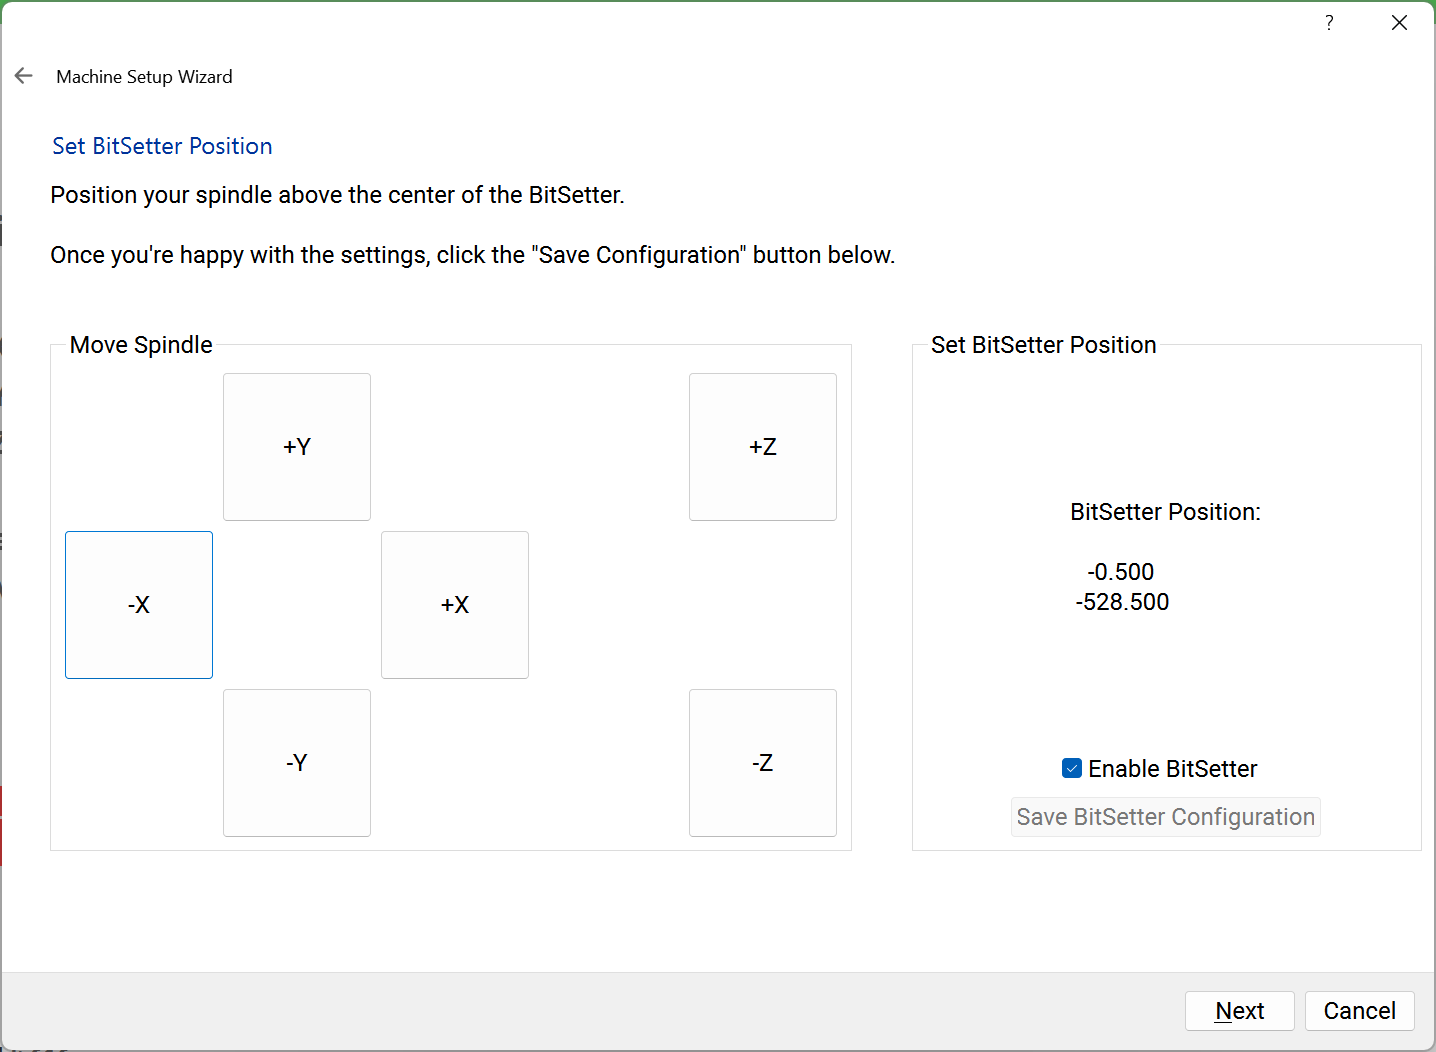 ?
Machine Setup Wizard
Set BitSetter Position
Position your spindle above the center of the BitSetter.
Once you're happy with the settings, click the "Save Configuration" button below.
Move Spindle
+Y
+Z
-X
+X
-Y
-Z
Set BitSetter Position
BitSetter Position:
-0.500
-528.500
Enable BitSetter
Save BitSetter Configuration
Next
Cancel